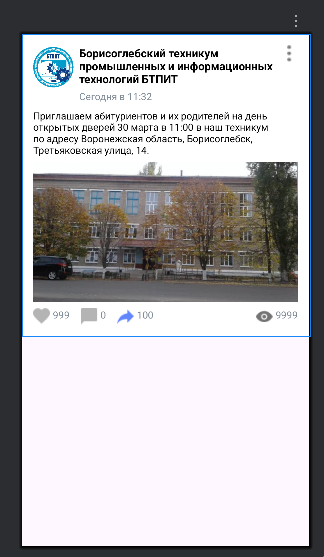 БТПИТ
Борисоглебский техникум
промышленных и информационных
технологий БТПИТ
Сегодня в 11:32
Приглашаем абитуриентов и их родителей на день
открытых дверей 30 марта в 11:00 в наш техникум
по адресу Воронежская область, Борисоглебск,
Третьяковская улица, 14.
999 0 100 9999